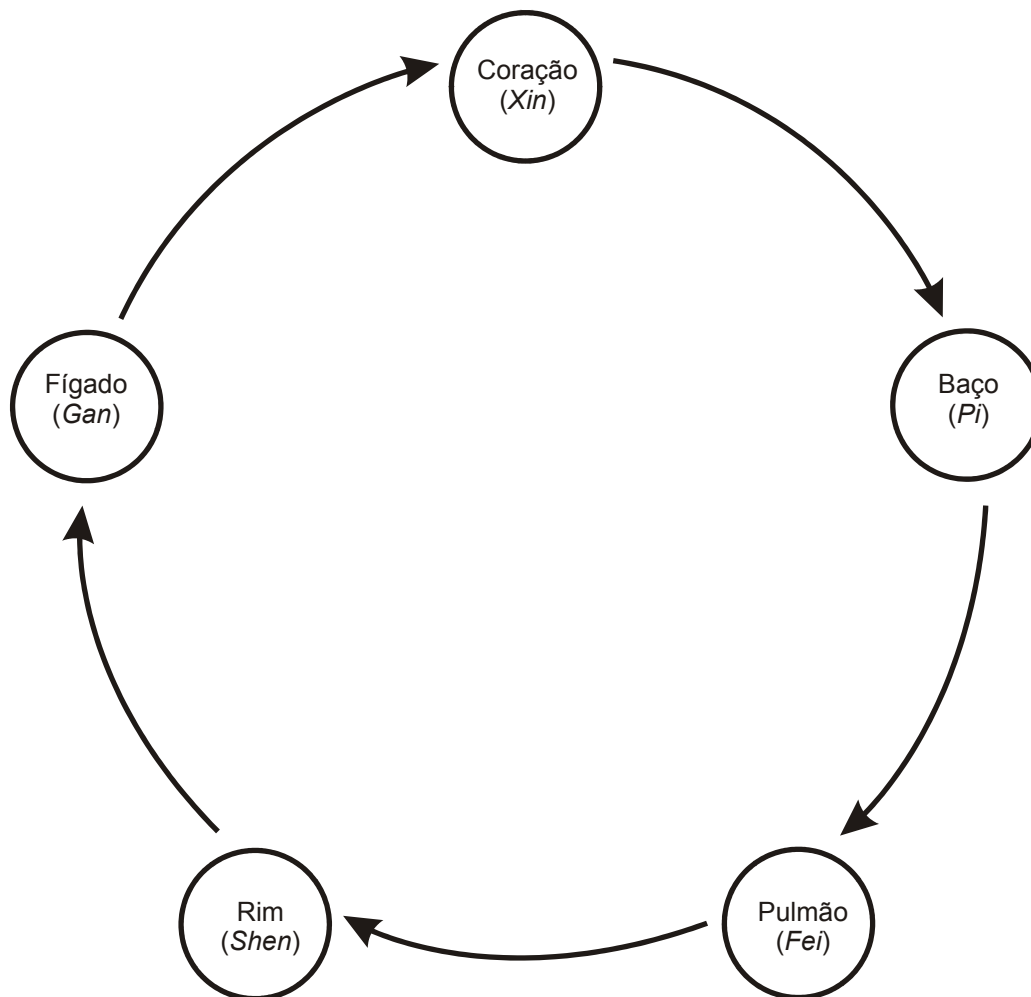 Coração
(Xin)
Fígado
(Gan)
Baço
(Pi)
Rim
(Shen)
Pulmão
(Fei)